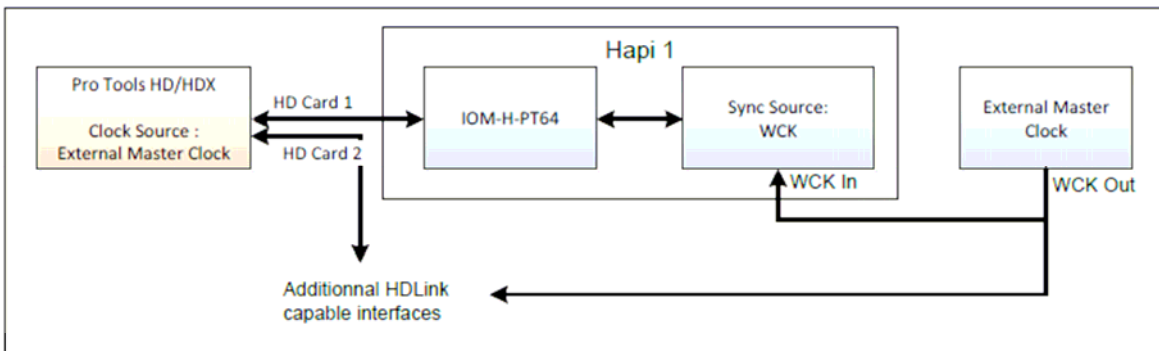 Hapi 1
Pro Tools HD/HDX
Clock Source :
External Master Clock
HD Card 1
HD Card 2
IOM-H-PT64
Sync Source:
WCK
WCK In
External Master
Clock
WCK Out
Additionnal HDLink
capable interfaces